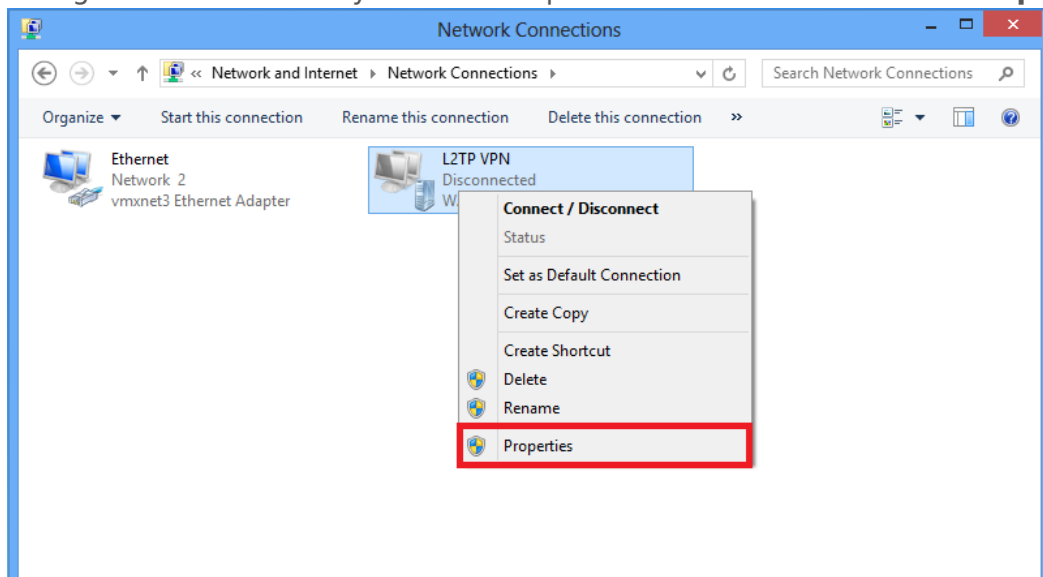 Network Connections
« Network and Internet Network Connections
Search Network Connections
Organize Start this connection Rename this connection Delete this connection »
Ethernet
Network 2
vmxnet3 Ethernet Adapter
L2TP VPN
Disconnected
Connect / Disconnect
Status
Set as Default Connection
Create Copy
Create Shortcut
Delete
Rename
Properties